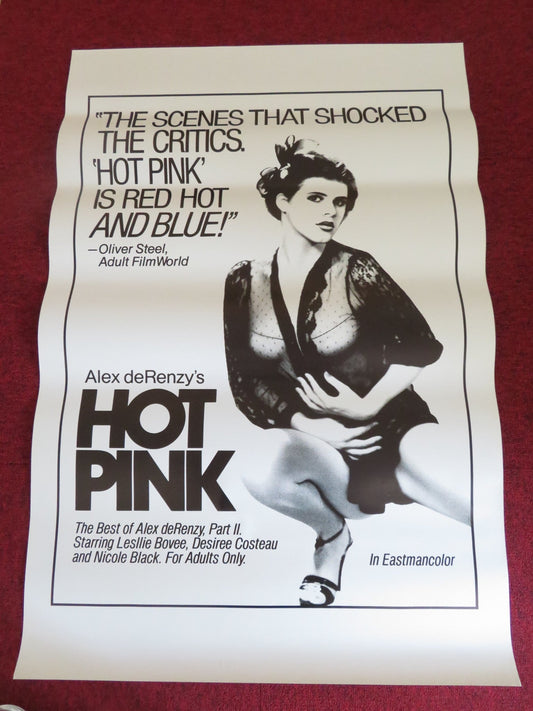 "THE SCENES THAT SHOCKED
THE CRITICS.
'HOT PINK'
IS RED HOT
AND BLUE!"
—Oliver Steel,
Adult FilmWorld
Alex deRenzy's
HOT
PINK
The Best of Alex deRenzy, Part II.
Starring Lesllie Bovee, Desiree Costeau
and Nicole Black. For Adults Only.
In Eastmancolor